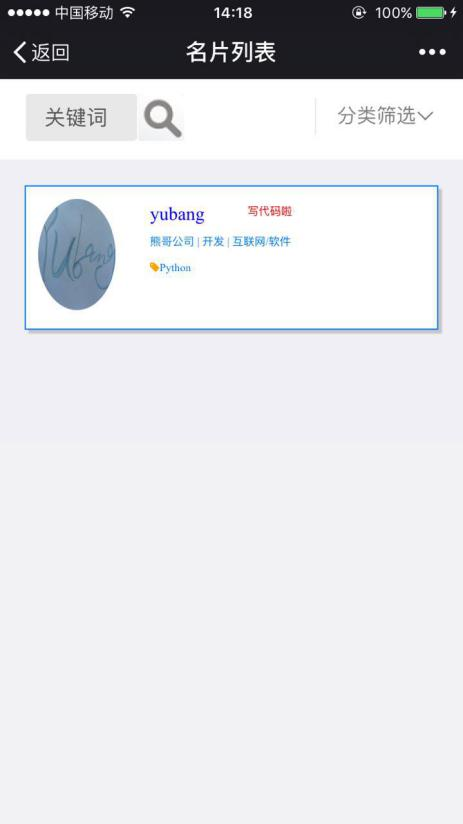 中国移动 14:18 100%
返回 名片列表
关键词 分类筛选
yubang 写代码啦
熊哥公司 | 开发 | 互联网/软件
Python
Yubang